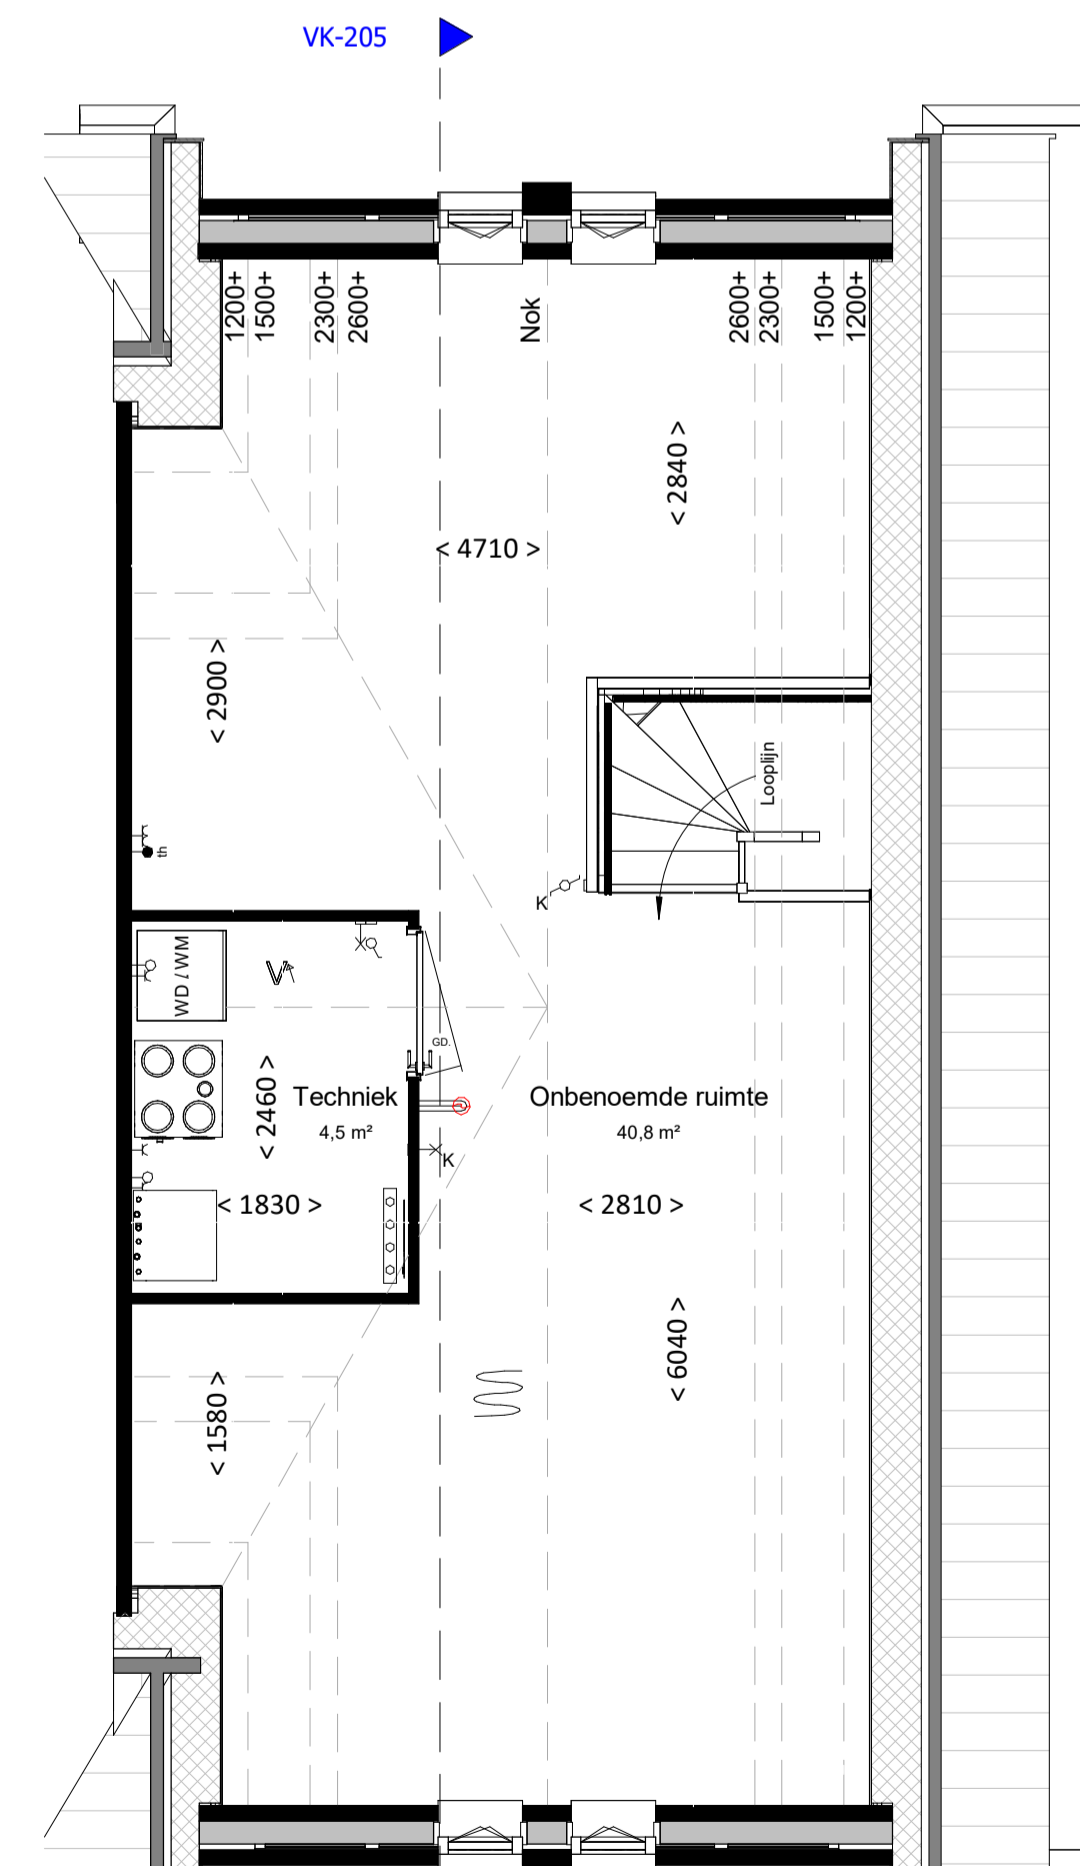 VK-205
1200+
1500+
2300+
2600+
Nok
2600+
2300+
1500+
1200+
< 2840 >
< 4710 >
< 2900 >
Looplijn
th
K
WD / WM
GD.
< 2460 >
Techniek
4,5 m²
Onbenoemde ruimte
40,8 m²
K
< 1830 >
< 2810 >
< 6040 >
< 1580 >